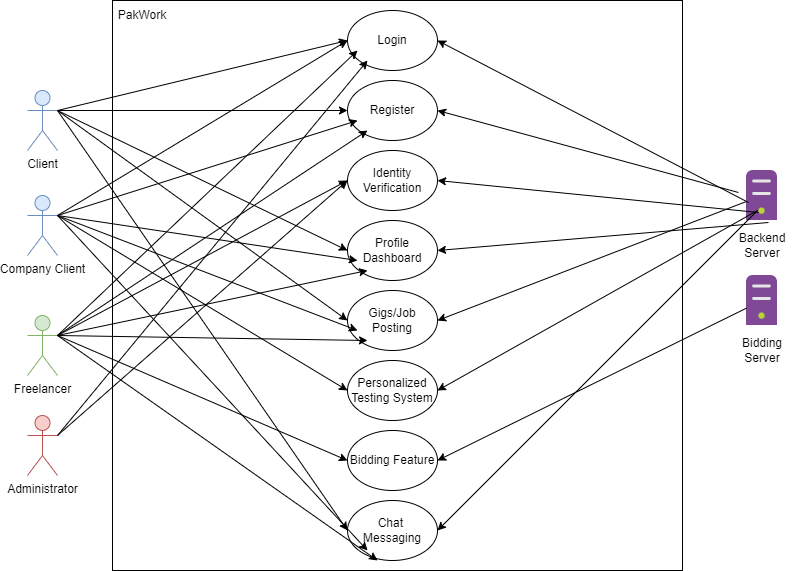 PakWork
Login
Register
Identity
Verification
Profile
Dashboard
Gigs/Job
Posting
Personalized
Testing System
Bidding Feature
Chat
Messaging
Client
Company Client
Freelancer
Administrator
Backend
Server
Bidding
Server